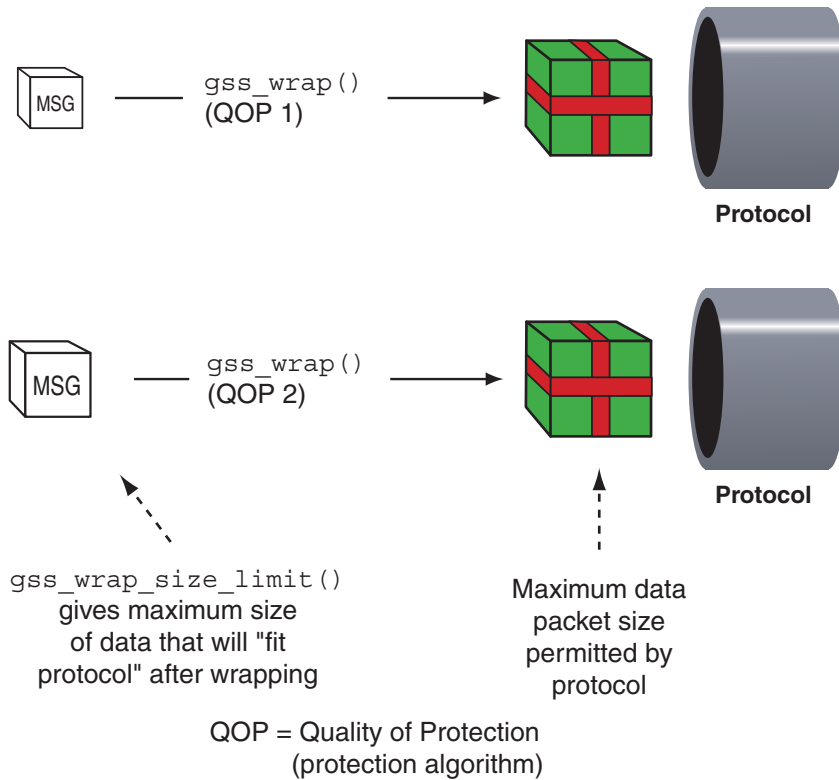 MSG
gss_wrap()
(QOP 1)
Protocol
MSG
gss_wrap()
(QOP 2)
Protocol
gss_wrap_size_limit()
gives maximum size
of data that will "fit
protocol" after wrapping
Maximum data
packet size
permitted by
protocol
QOP = Quality of Protection
(protection algorithm)